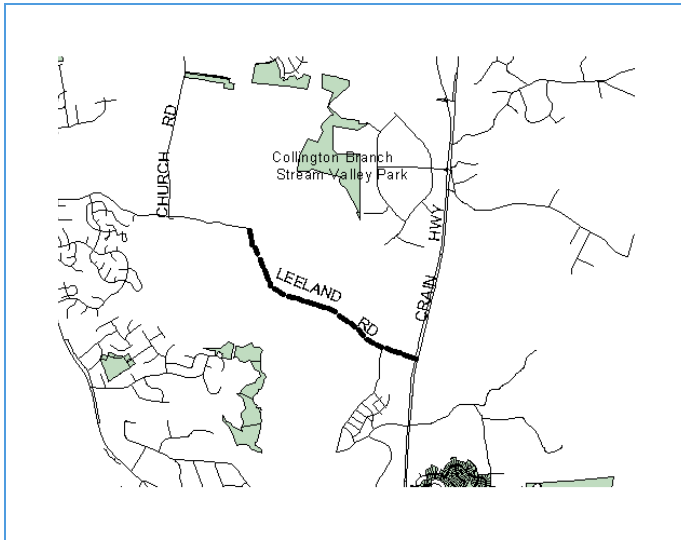 CHURCH RD
Collington Branch
Stream Valley Park
CRAIN HWY
LEELAND RD